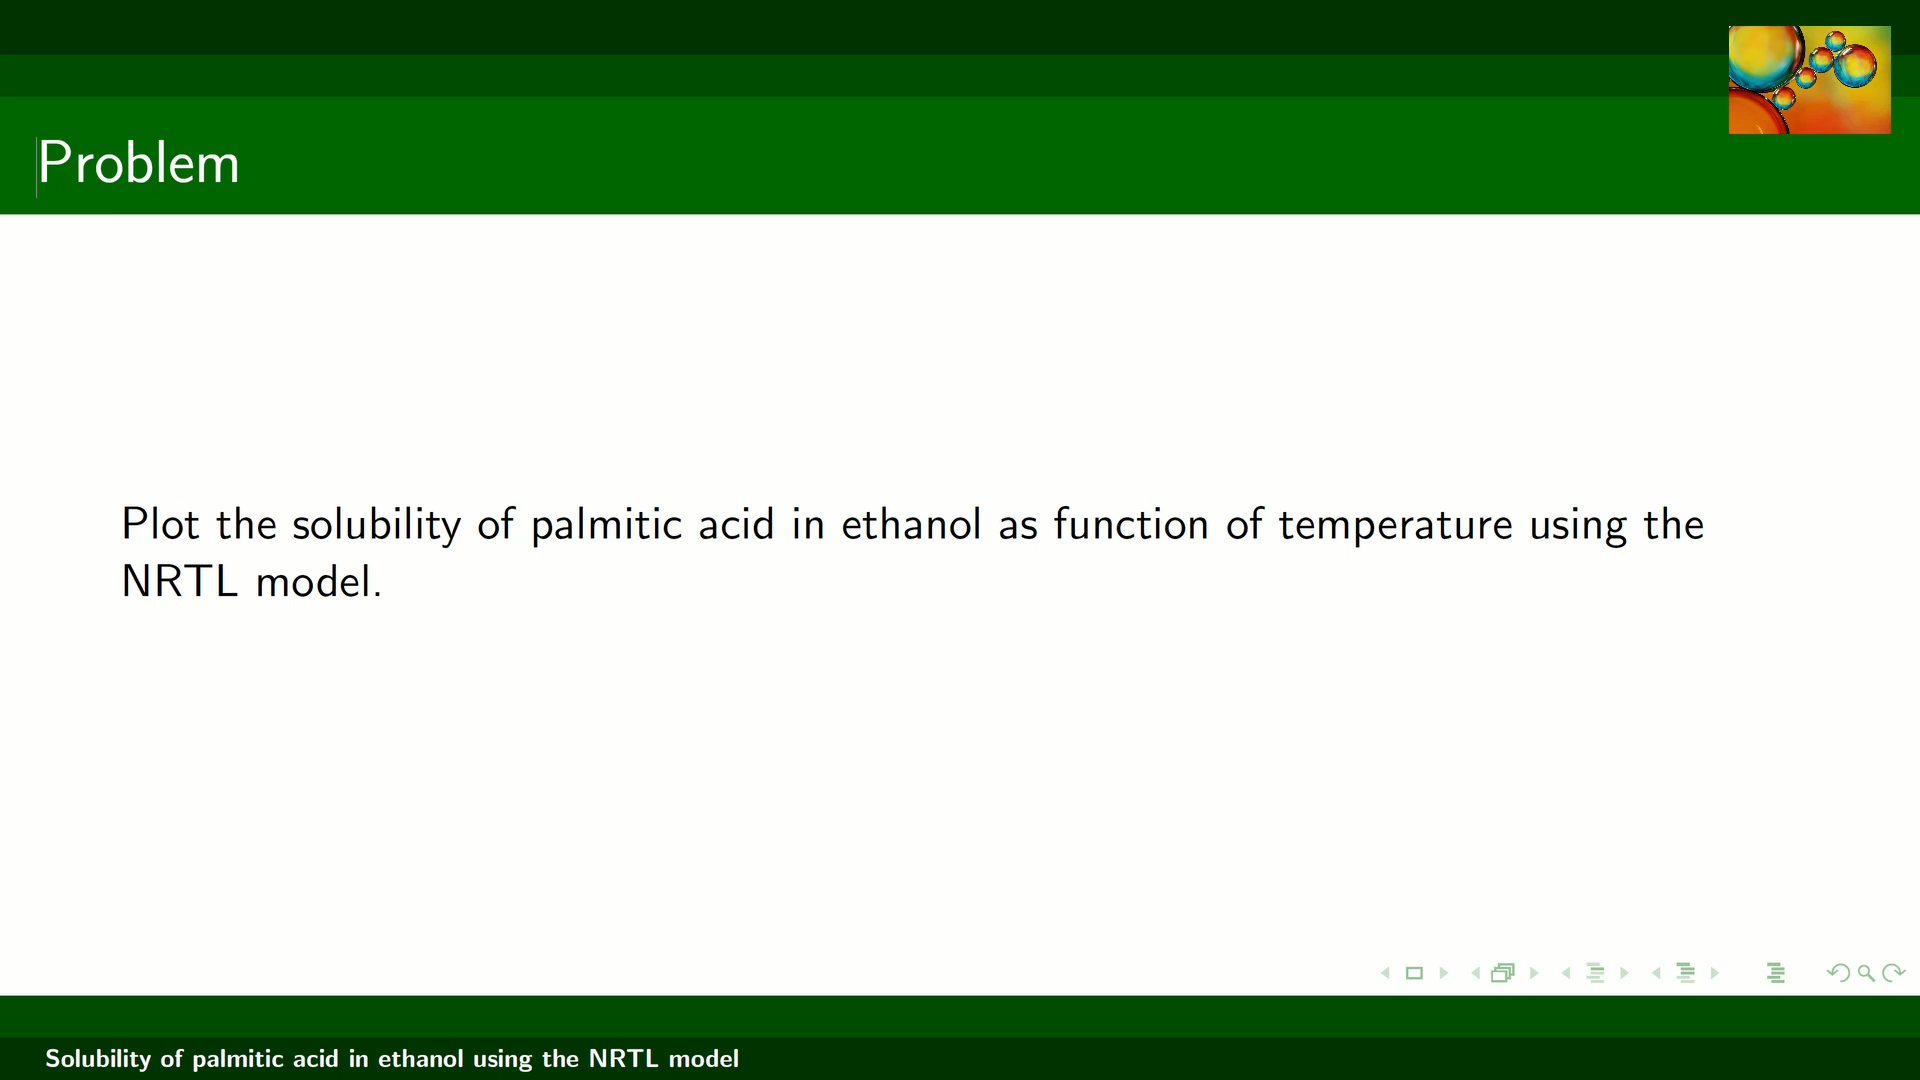 Problem
Plot the solubility of palmitic acid in ethanol as function of temperature using the
NRTL model.
Solubility of palmitic acid in ethanol using the NRTL model